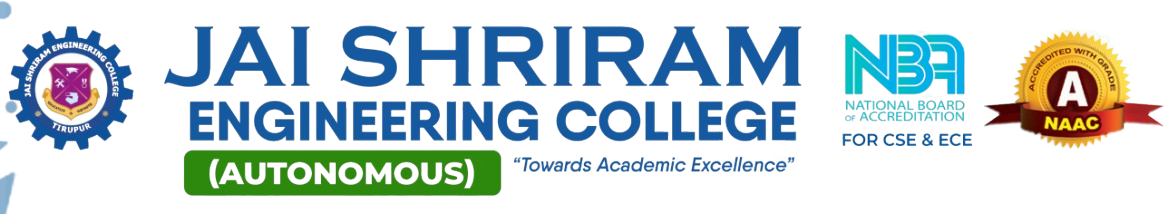 JAI SHRIRAM ENGINEERING COLLEGE
TIRUPUR
JAI SHRIRAM
ENGINEERING COLLEGE
(AUTONOMOUS)
"Towards Academic Excellence"
NBA
NATIONAL BOARD
OF ACCREDITATION
FOR CSE & ECE
ACCREDITED WITH GRADE
A
NAAC